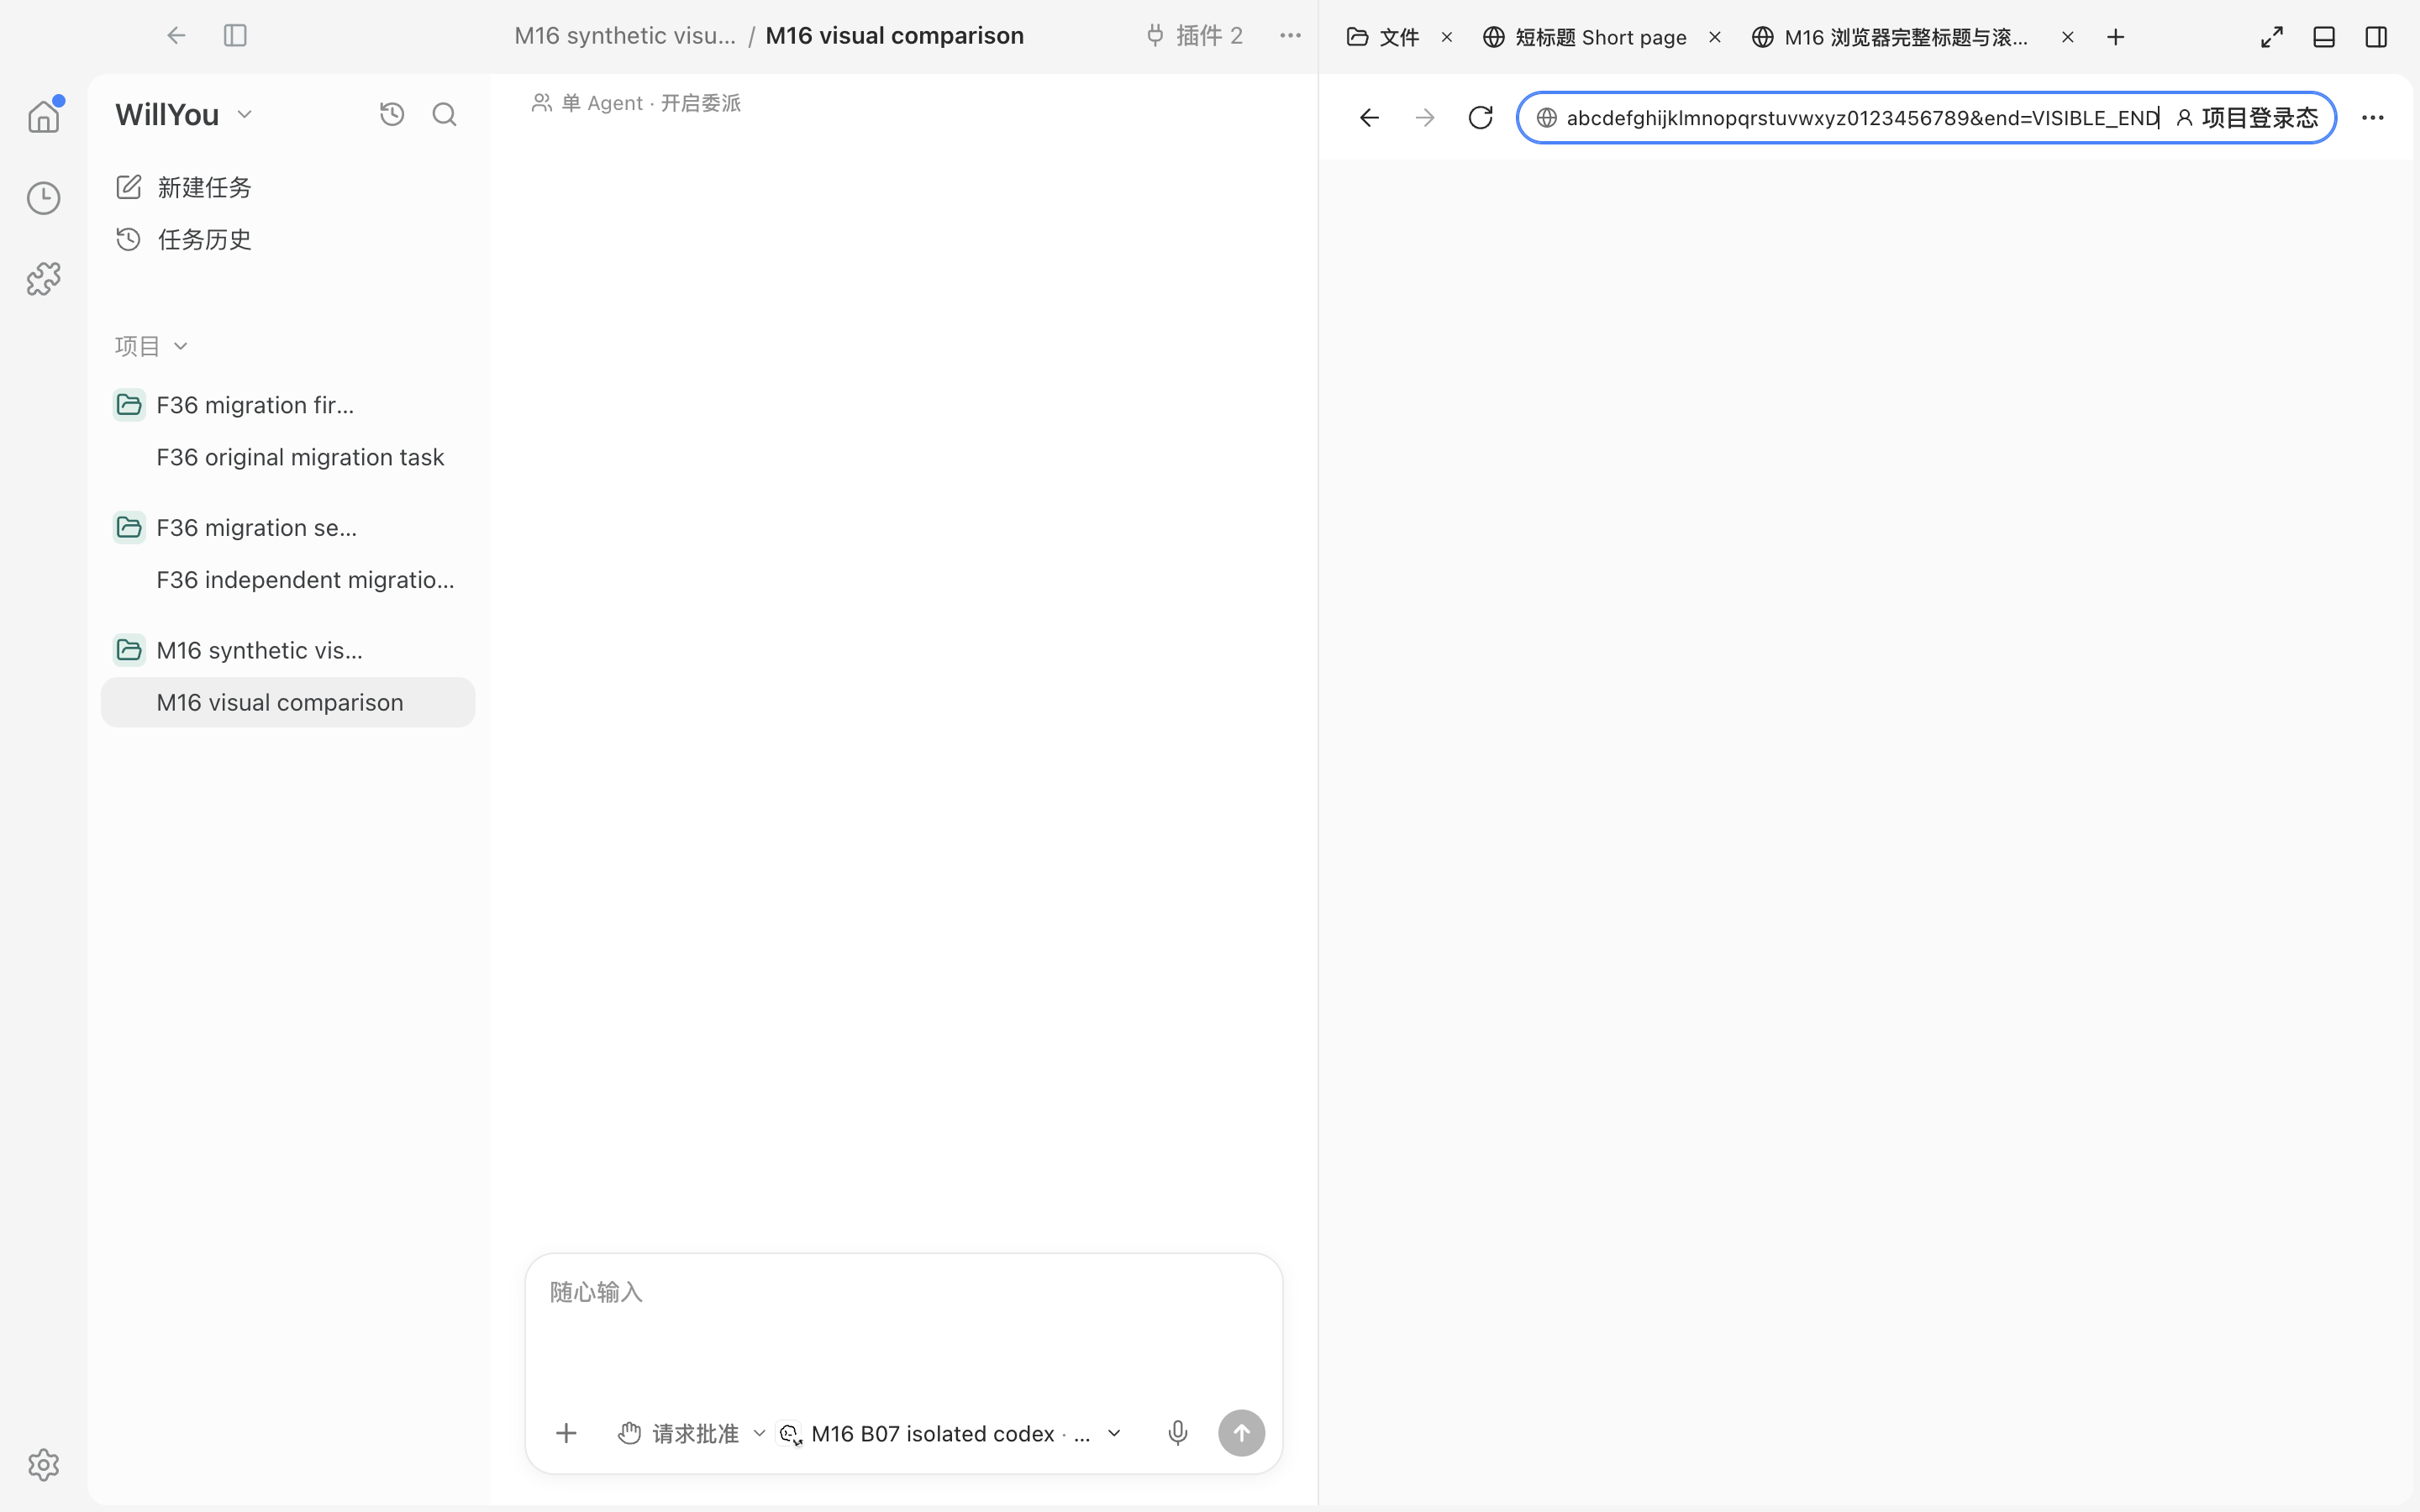 M16 synthetic visu... / M16 visual comparison
插件 2
文件
短标题 Short page
M16 浏览器完整标题与滚...
WillYou
单 Agent · 开启委派
abcdefghijklmnopqrstuvwxyz0123456789&end=VISIBLE_END
项目登录态
新建任务
任务历史
项目
F36 migration fir...
F36 original migration task
F36 migration se...
F36 independent migratio...
M16 synthetic vis...
M16 visual comparison
随心输入
请求批准
M16 B07 isolated codex · ...